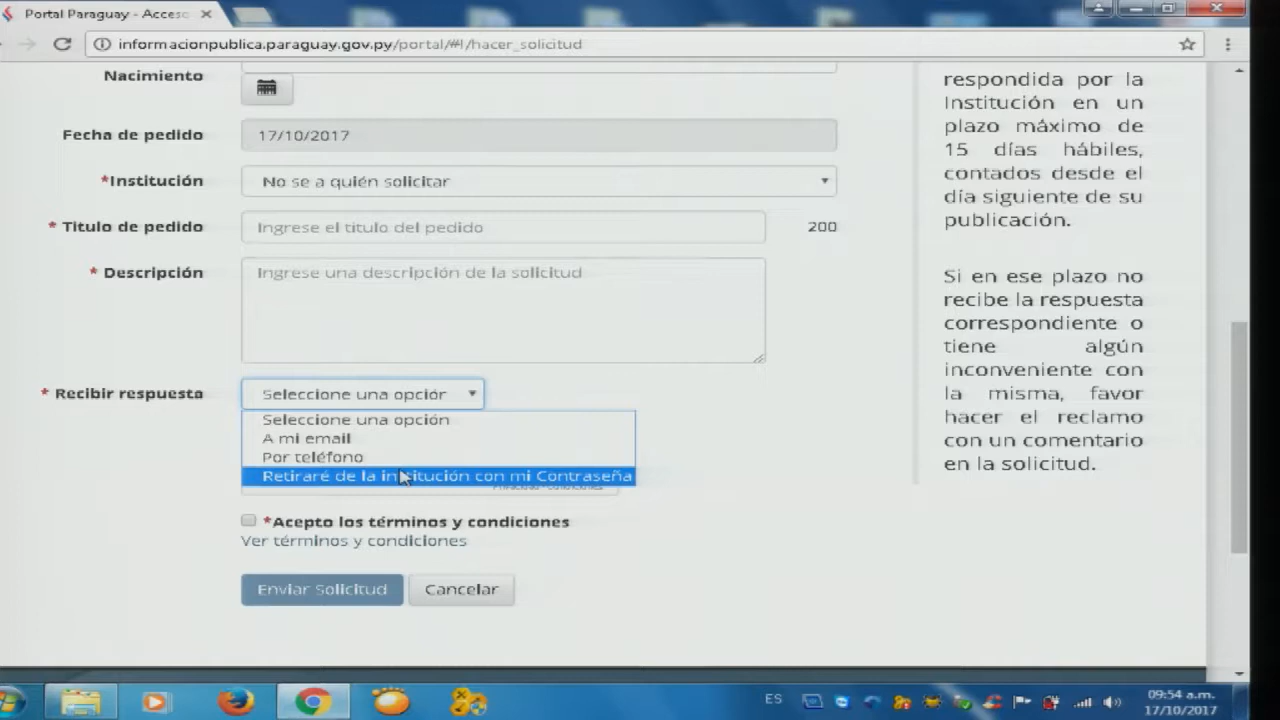 Portal Paraguay - Acceso
informacionpublica.paraguay.gov.py/portal/#!/hacer_solicitud
Nacimiento
Fecha de pedido
17/10/2017
*Institución
No se a quién solicitar
* Titulo de pedido
Ingrese el titulo del pedido
200
* Descripción
Ingrese una descripción de la solicitud
* Recibir respuesta
Seleccione una opción
Seleccione una opción
A mi email
Por teléfono
Retiraré de la institución con mi Contraseña
*Acepto los términos y condiciones
Ver términos y condiciones
Enviar Solicitud
Cancelar
respondida por la
Institución en un
plazo máximo de
15 días hábiles,
contados desde el
día siguiente de su
publicación.
Si en ese plazo no
recibe la respuesta
correspondiente o
tiene algún
inconveniente con
la misma, favor
hacer el reclamo
con un comentario
en la solicitud.
ES
09:54 a.m.
17/10/2017